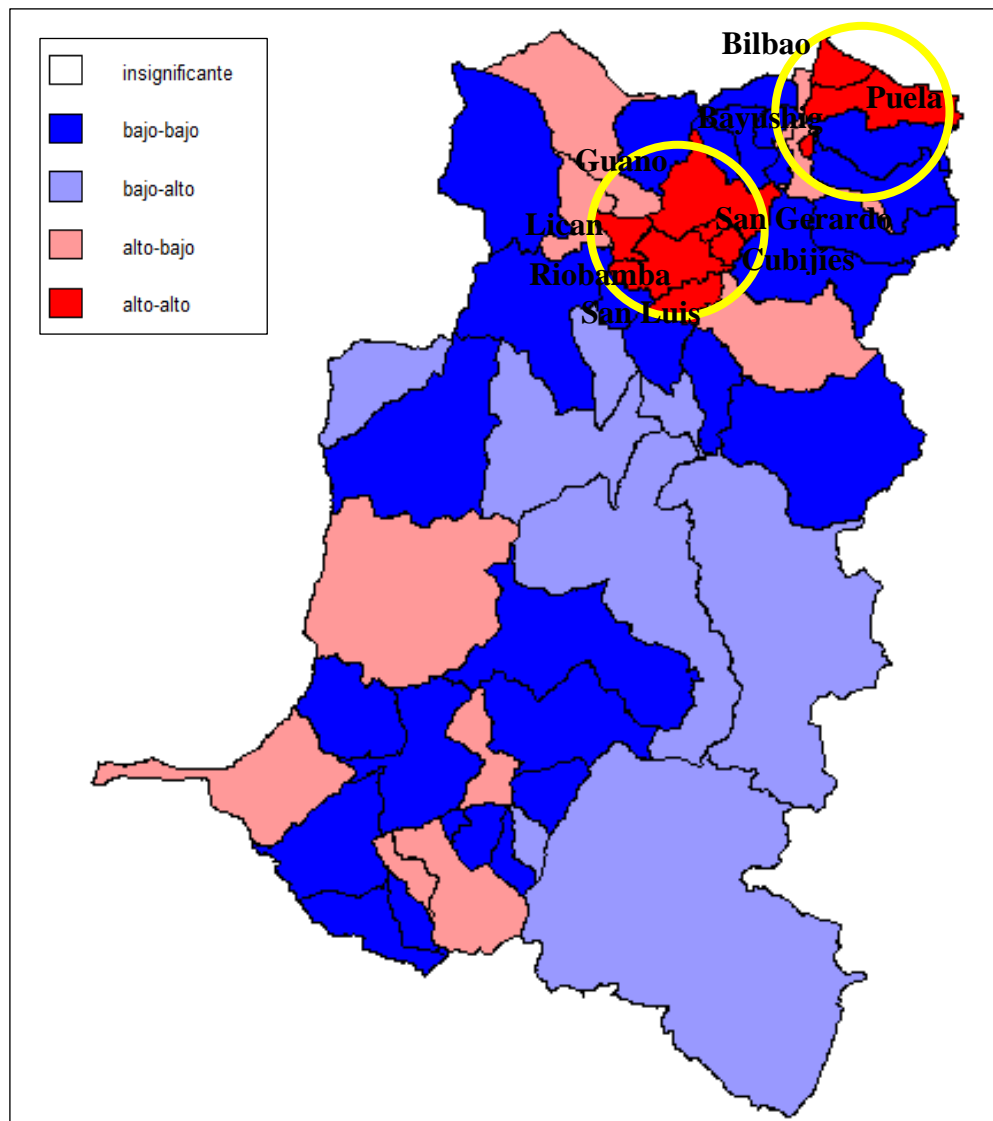 insignificante
bajo-bajo
bajo-alto
alto-bajo
alto-alto
Bilbao
Puela
Bayushig
Guano
San Gerardo
Lican
Cubijies
Riobamba
San Luis